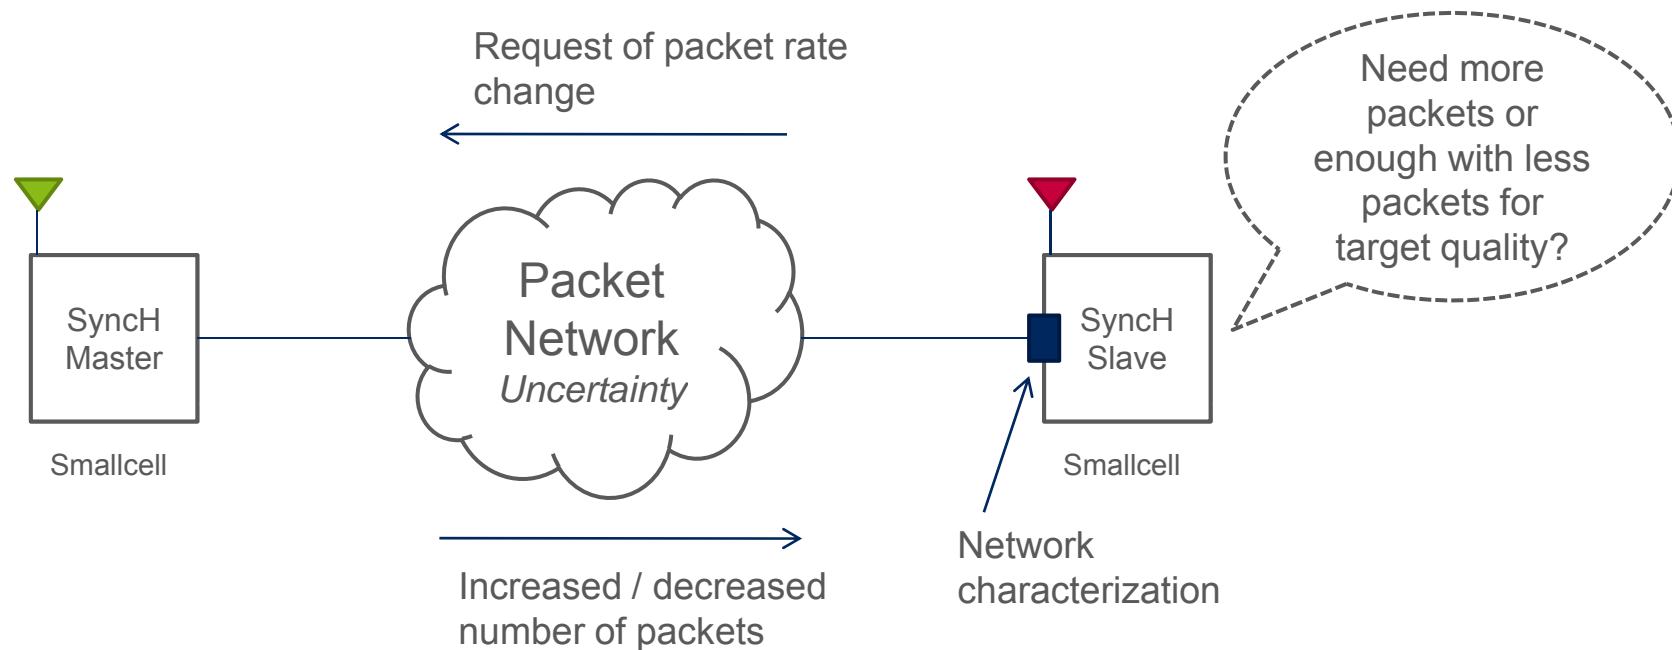 Request of packet rate
change
Need more
packets or
enough with less
packets for
target quality?
SyncH
Master
Smallcell
Packet
Network
Uncertainty
SyncH
Slave
Smallcell
Network
characterization
Increased / decreased
number of packets